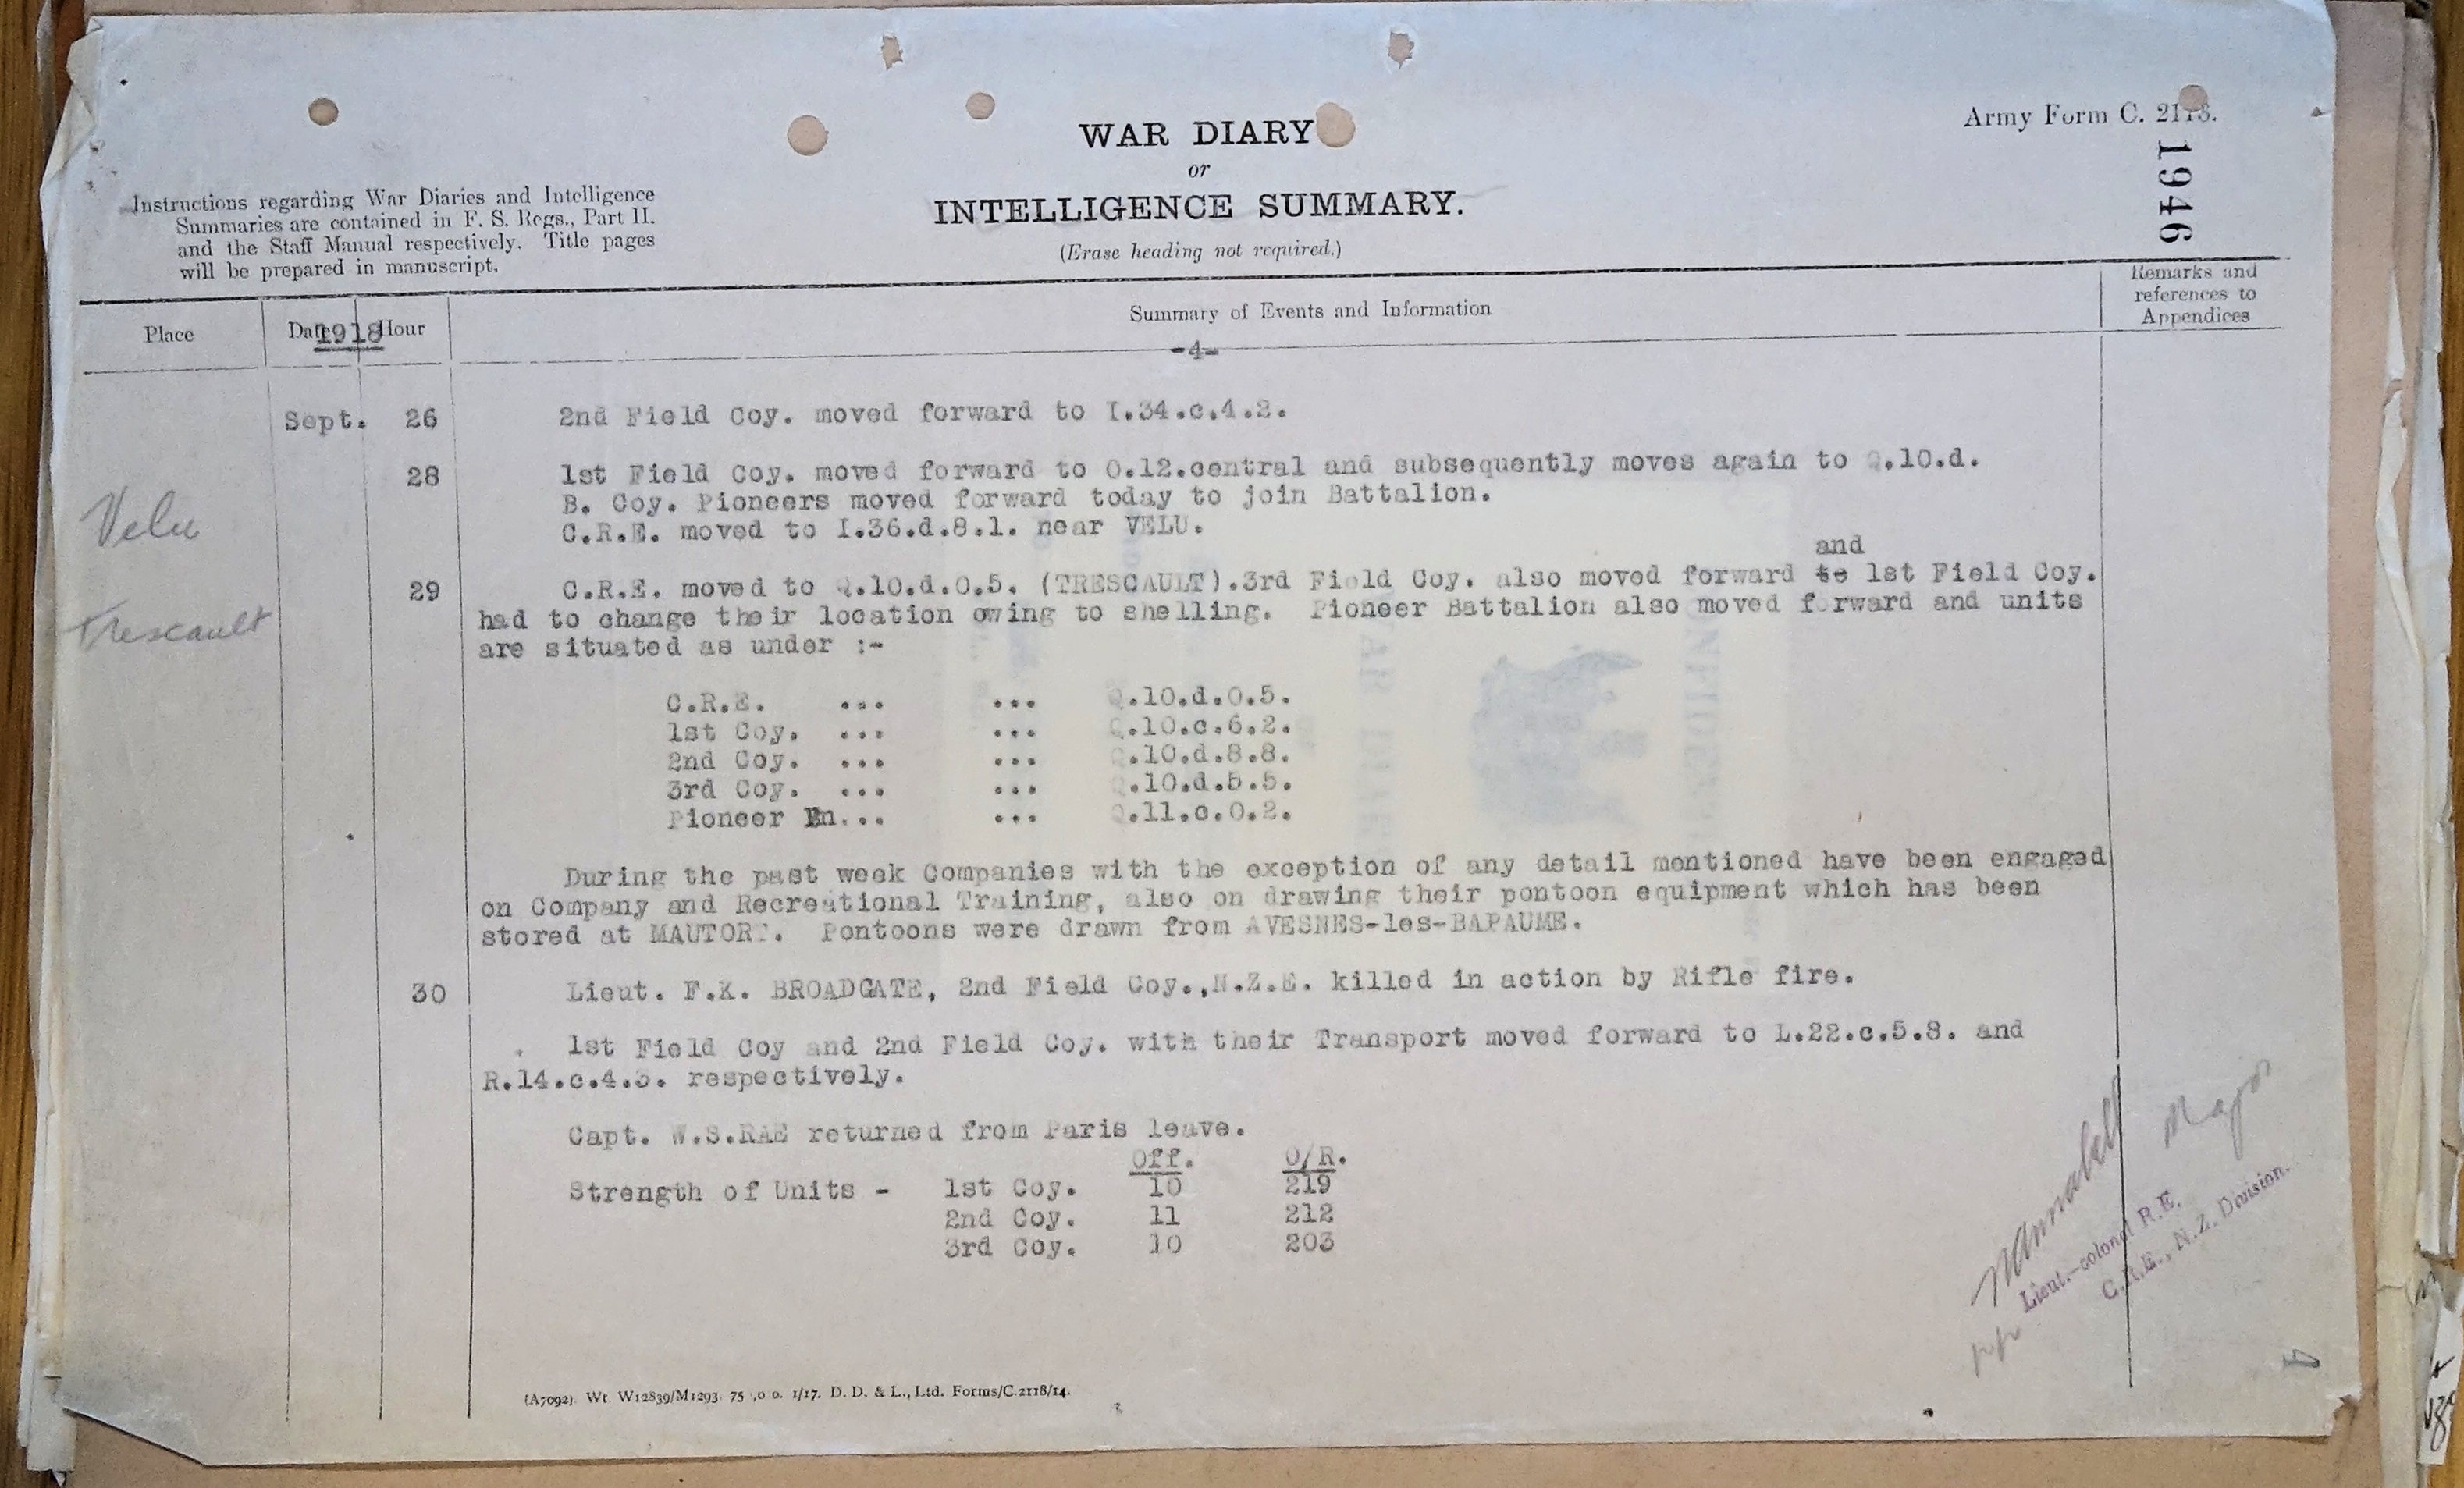 Army Form C. 2118.
1946
WAR DIARY
or
INTELLIGENCE SUMMARY.
(Erase heading not required.)
Instructions regarding War Diaries and Intelligence
Summaries are contained in F. S. Regs., Part II.
and the Staff Manual respectively. Title pages
will be prepared in manuscript.
Place Date Hour Summary of Events and Information Remarks and
references to
Appendices
1918
-4-
Sept. 26 2nd Field Coy. moved forward to I.34.c.4.2.
28 1st Field Coy. moved forward to O.12.central and subsequently moves again to Q.10.d.
B. Coy. Pioneers moved forward today to join Battalion.
Velu C.R.E. moved to I.36.d.8.1. near VELU.
and
29 C.R.E. moved to Q.10.d.0.5. (TRESCAULT).3rd Field Coy. also moved forward to 1st Field Coy.
Trescault had to change their location owing to shelling. Pioneer Battalion also moved forward and units
are situated as under :-
C.R.E. ... ... Q.10.d.0.5.
1st Coy. ... ... Q.10.c.6.2.
2nd Coy. ... ... Q.10.d.8.8.
3rd Coy. ... ... Q.10.d.5.5.
Pioneer Bn... ... Q.11.c.0.2.
During the past week Companies with the exception of any detail mentioned have been engaged
on Company and Recreational Training, also on drawing their pontoon equipment which has been
stored at MAUTORT. Pontoons were drawn from AVESNES-les-BAPAUME.
30 Lieut. F.K. BROADGATE, 2nd Field Coy.,N.Z.E. killed in action by Rifle fire.
1st Field Coy and 2nd Field Coy. with their Transport moved forward to L.22.c.5.8. and
R.14.c.4.3. respectively.
Capt. W.S.RAE returned from Paris leave.
Off. O/R.
Strength of Units - 1st Coy. 10 219
2nd Coy. 11 212
3rd Coy. 10 203
Major
Lieut.-colonel R.E.
C.R.E., N.Z. Division.
4
(A7092). Wt. W12839/M1293. 75 ,0 0. 1/17. D. D. & L., Ltd. Forms/C.2118/14.